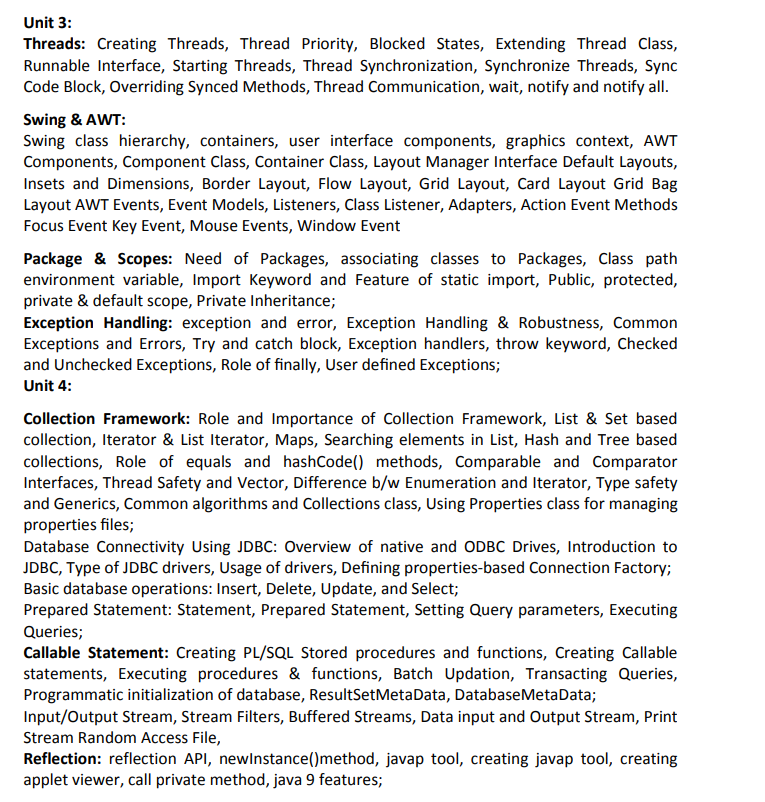 Unit 3:
Threads: Creating Threads, Thread Priority, Blocked States, Extending Thread Class,
Runnable Interface, Starting Threads, Thread Synchronization, Synchronize Threads, Sync
Code Block, Overriding Synced Methods, Thread Communication, wait, notify and notify all.
Swing & AWT:
Swing class hierarchy, containers, user interface components, graphics context, AWT
Components, Component Class, Container Class, Layout Manager Interface Default Layouts,
Insets and Dimensions, Border Layout, Flow Layout, Grid Layout, Card Layout Grid Bag
Layout AWT Events, Event Models, Listeners, Class Listener, Adapters, Action Event Methods
Focus Event Key Event, Mouse Events, Window Event
Package & Scopes: Need of Packages, associating classes to Packages, Class path
environment variable, Import Keyword and Feature of static import, Public, protected,
private & default scope, Private Inheritance;
Exception Handling: exception and error, Exception Handling & Robustness, Common
Exceptions and Errors, Try and catch block, Exception handlers, throw keyword, Checked
and Unchecked Exceptions, Role of finally, User defined Exceptions;
Unit 4:
Collection Framework: Role and Importance of Collection Framework, List & Set based
collection, Iterator & List Iterator, Maps, Searching elements in List, Hash and Tree based
collections, Role of equals and hashCode() methods, Comparable and Comparator
Interfaces, Thread Safety and Vector, Difference b/w Enumeration and Iterator, Type safety
and Generics, Common algorithms and Collections class, Using Properties class for managing
properties files;
Database Connectivity Using JDBC: Overview of native and ODBC Drives, Introduction to
JDBC, Type of JDBC drivers, Usage of drivers, Defining properties-based Connection Factory;
Basic database operations: Insert, Delete, Update, and Select;
Prepared Statement: Statement, Prepared Statement, Setting Query parameters, Executing
Queries;
Callable Statement: Creating PL/SQL Stored procedures and functions, Creating Callable
statements, Executing procedures & functions, Batch Updation, Transacting Queries,
Programmatic initialization of database, ResultSetMetaData, DatabaseMetaData;
Input/Output Stream, Stream Filters, Buffered Streams, Data input and Output Stream, Print
Stream Random Access File,
Reflection: reflection API, newInstance()method, javap tool, creating javap tool, creating
applet viewer, call private method, java 9 features;